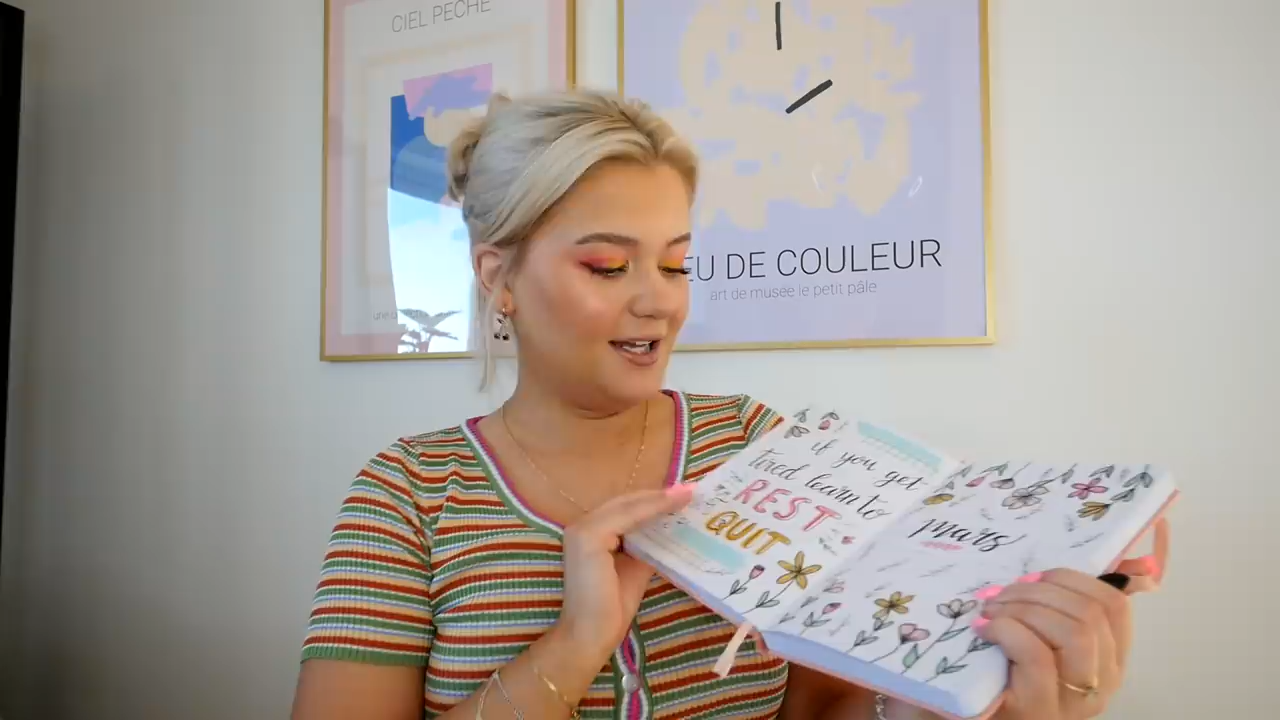 CIEL PECHE
EU DE COULEUR
art de musée le petit pâle
if you get
tired learn to
REST
QUIT
mars